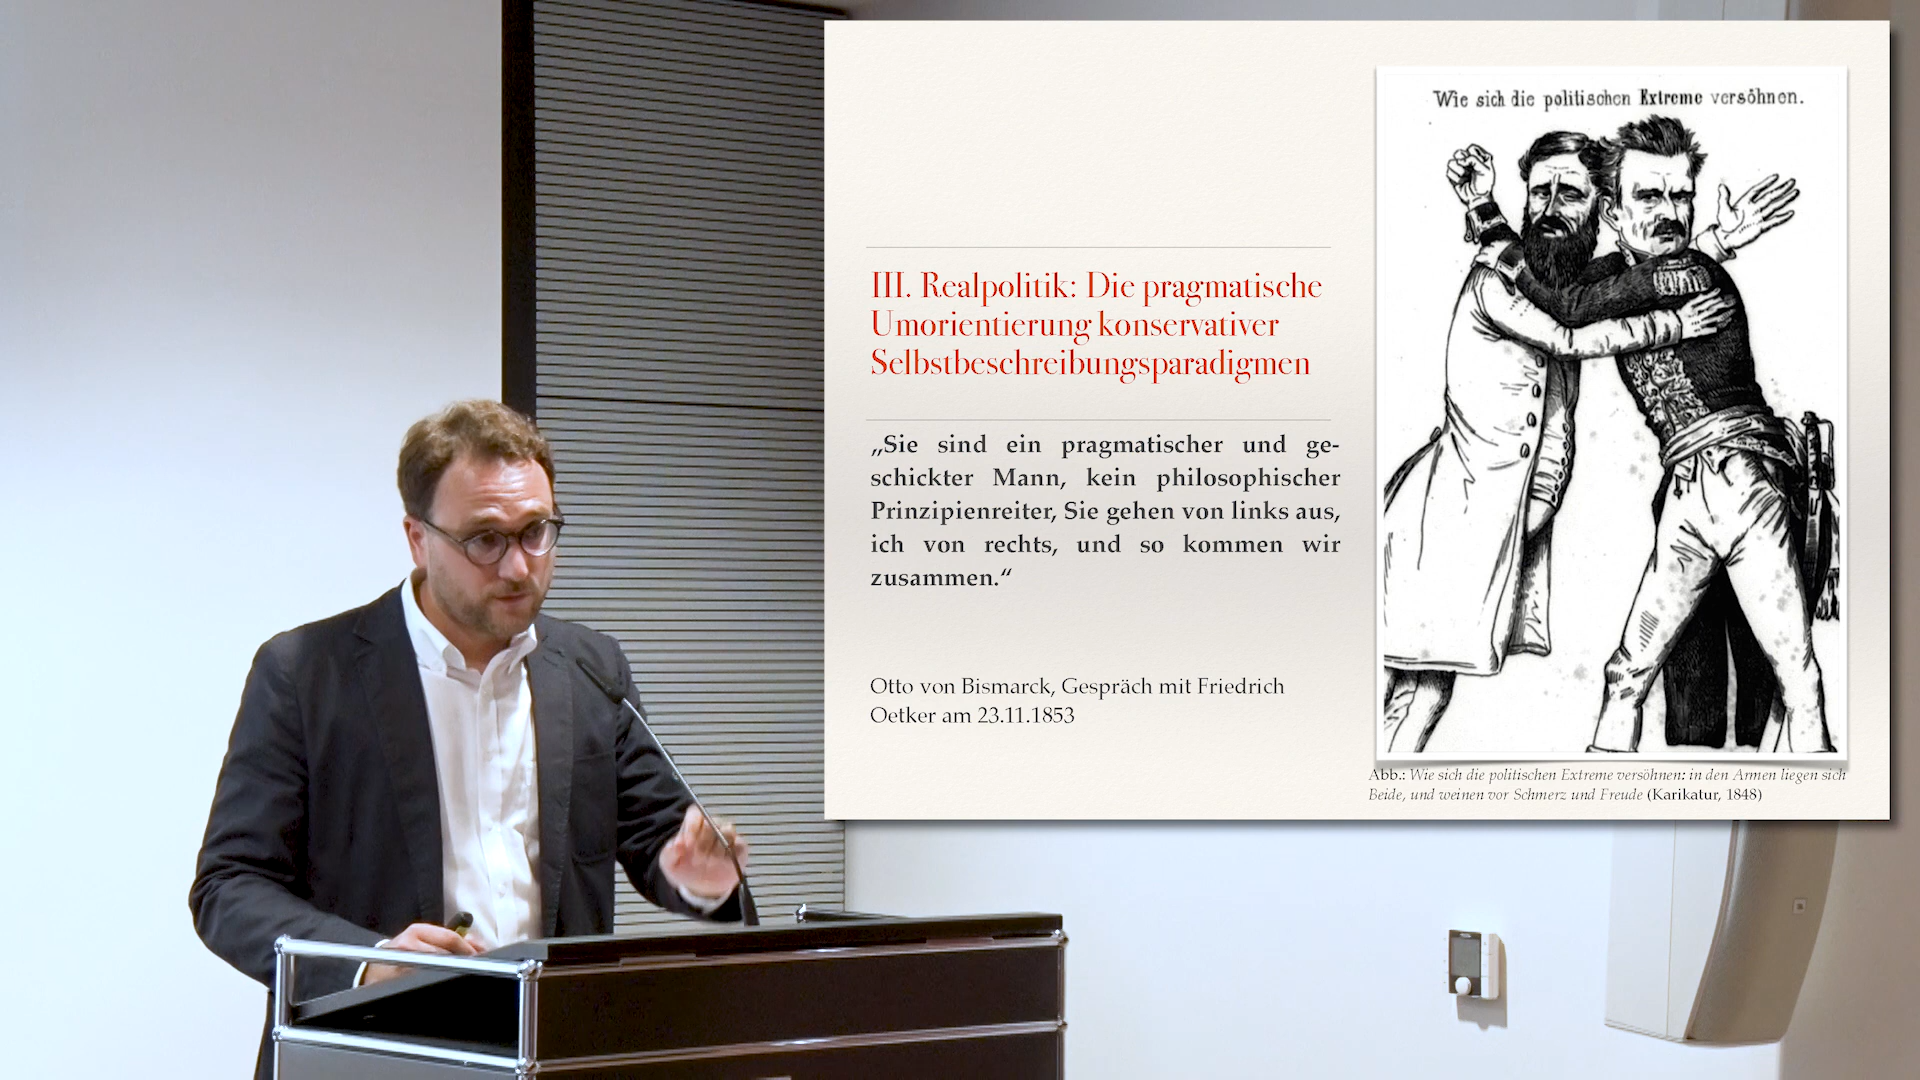 III. Realpolitik: Die pragmatische
Umorientierung konservativer
Selbstbeschreibungsparadigmen
„Sie sind ein pragmatischer und ge-
schickter Mann, kein philosophischer
Prinzipienreiter, Sie gehen von links aus,
ich von rechts, und so kommen wir
zusammen.“
Otto von Bismarck, Gespräch mit Friedrich
Oetker am 23.11.1853
Wie sich die politischen Extreme versöhnen.
Abb.: Wie sich die politischen Extreme versöhnen: in den Armen liegen sich
Beide, und weinen vor Schmerz und Freude (Karikatur, 1848)